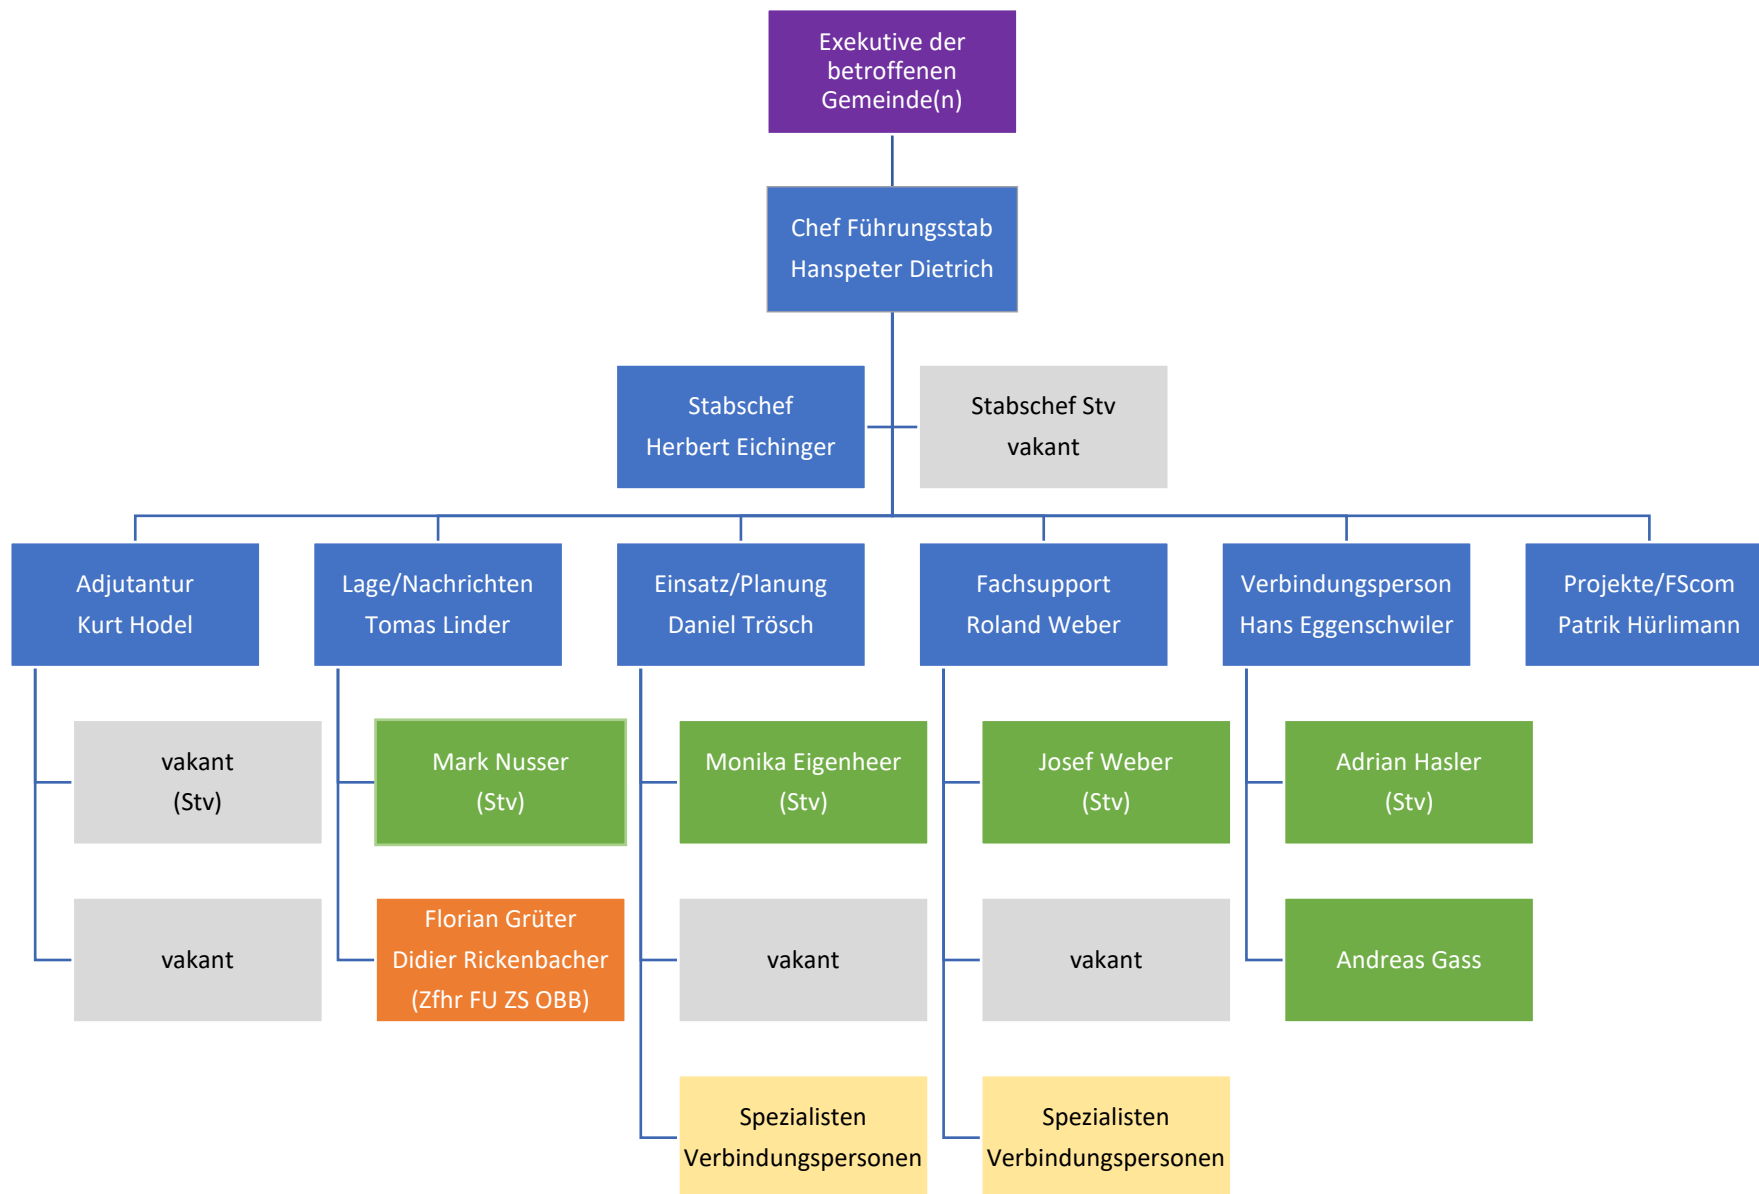 Exekutive der
betroffenen
Gemeinde(n)
Chef Führungsstab
Hanspeter Dietrich
Stabschef
Herbert Eichinger
Stabschef Stv
vakant
Adjutantur
Kurt Hodel
Lage/Nachrichten
Tomas Linder
Einsatz/Planung
Daniel Trösch
Fachsupport
Roland Weber
Verbindungsperson
Hans Eggenschwiler
Projekte/FScom
Patrik Hürlimann
vakant
(Stv)
Mark Nusser
(Stv)
Monika Eigenheer
(Stv)
Josef Weber
(Stv)
Adrian Hasler
(Stv)
vakant
Florian Grüter
Didier Rickenbacher
(Zfhr FU ZS OBB)
vakant
vakant
Andreas Gass
Spezialisten
Verbindungspersonen
Spezialisten
Verbindungspersonen